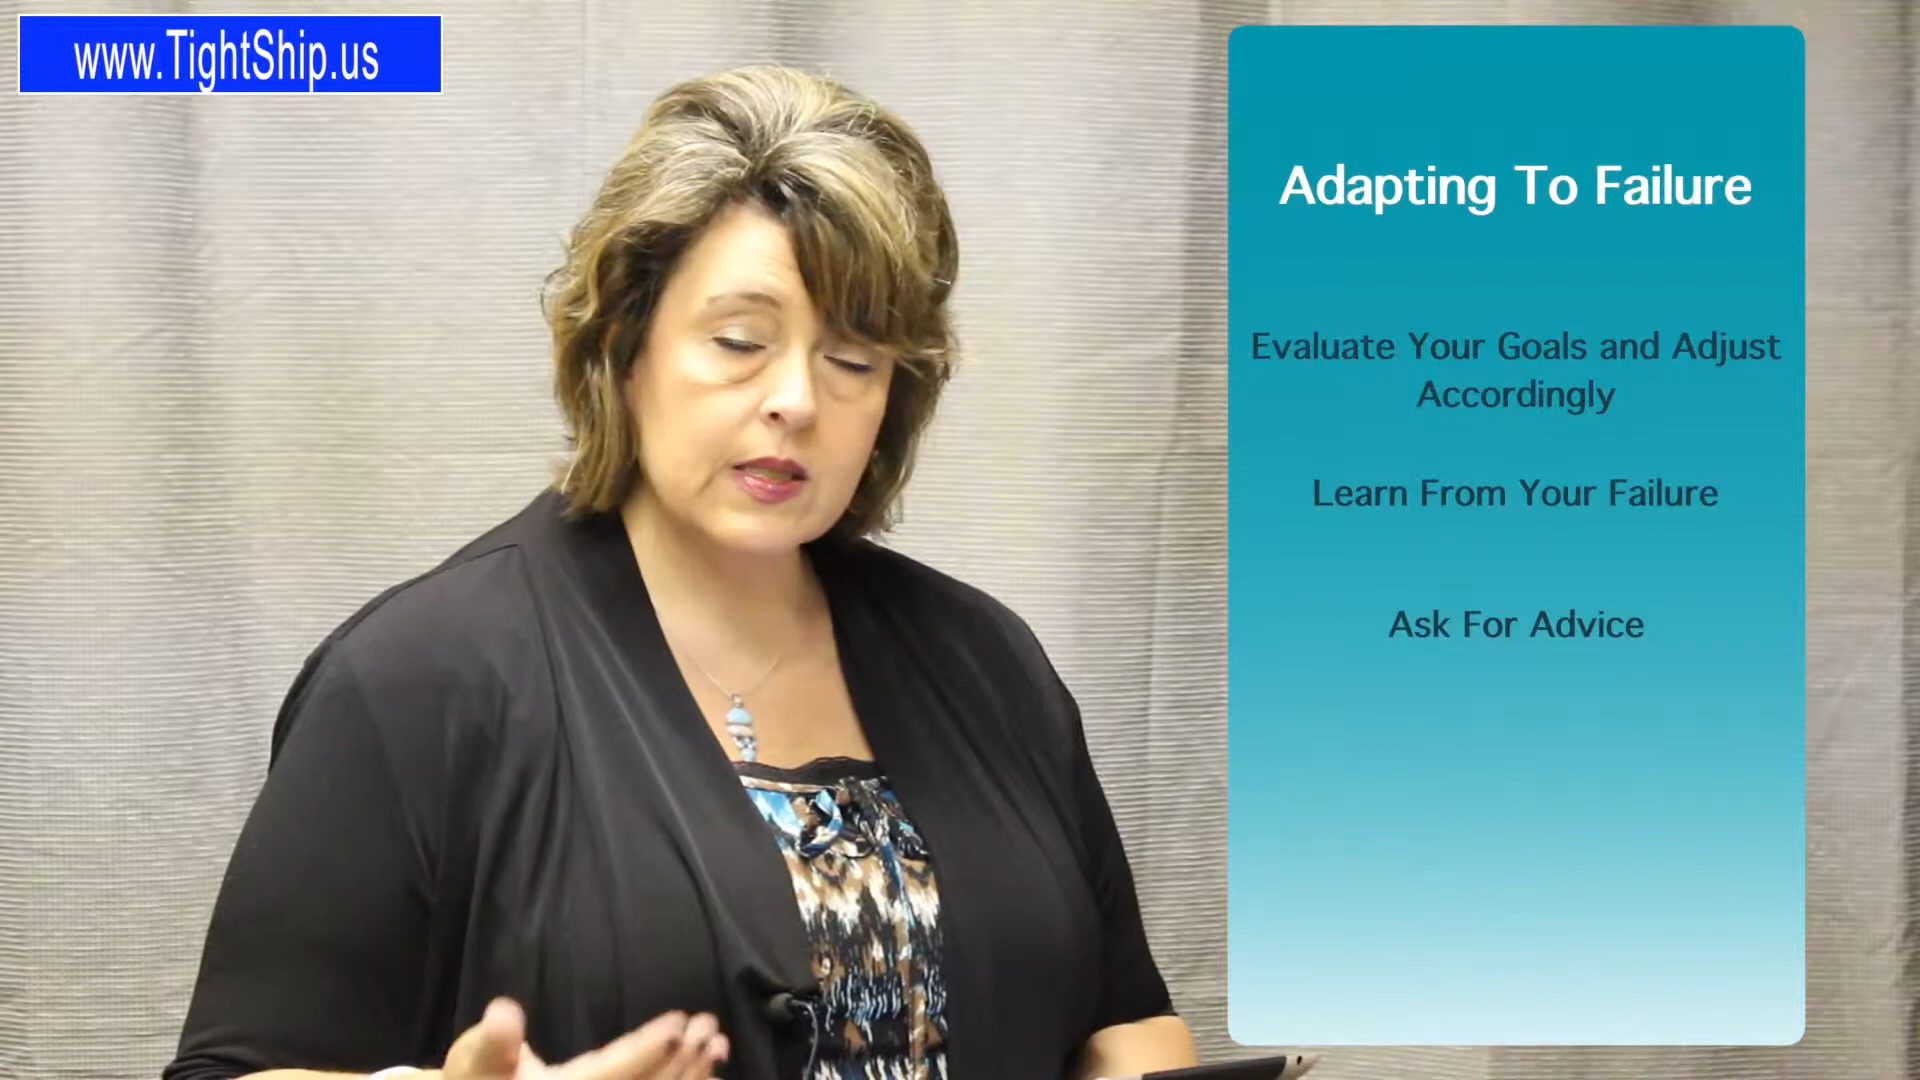 www.TightShip.us
Adapting To Failure
Evaluate Your Goals and Adjust
Accordingly
Learn From Your Failure
Ask For Advice